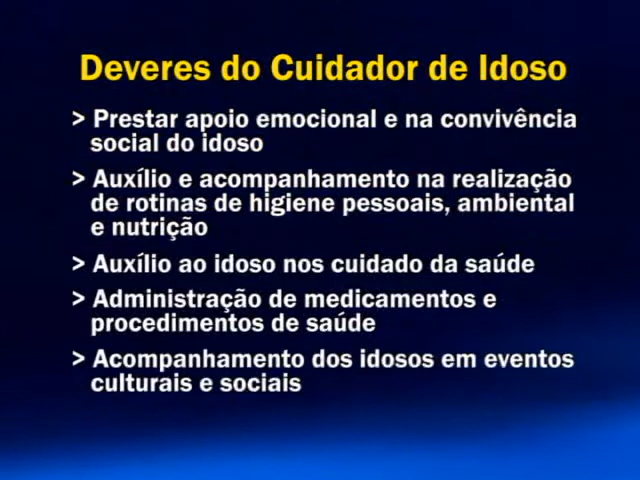 Deveres do Cuidador de Idoso
> Prestar apoio emocional e na convivência
social do idoso
> Auxílio e acompanhamento na realização
de rotinas de higiene pessoais, ambiental
e nutrição
> Auxílio ao idoso nos cuidado da saúde
> Administração de medicamentos e
procedimentos de saúde
> Acompanhamento dos idosos em eventos
culturais e sociais